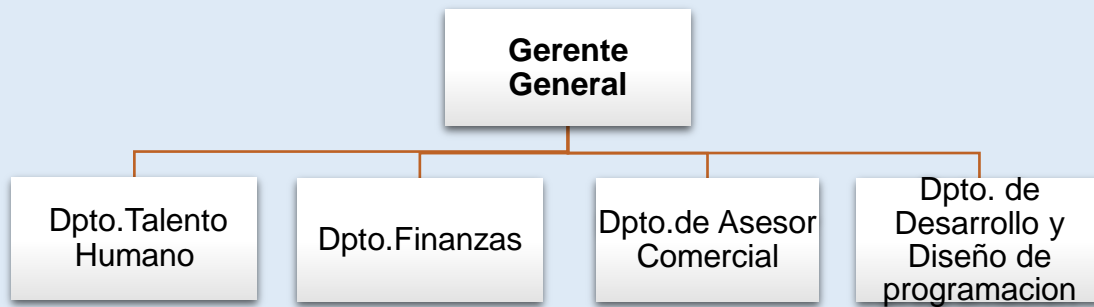 Gerente
General
Dpto.Talento
Humano
Dpto.Finanzas
Dpto.de Asesor
Comercial
Dpto. de
Desarrollo y
Diseño de
programacion